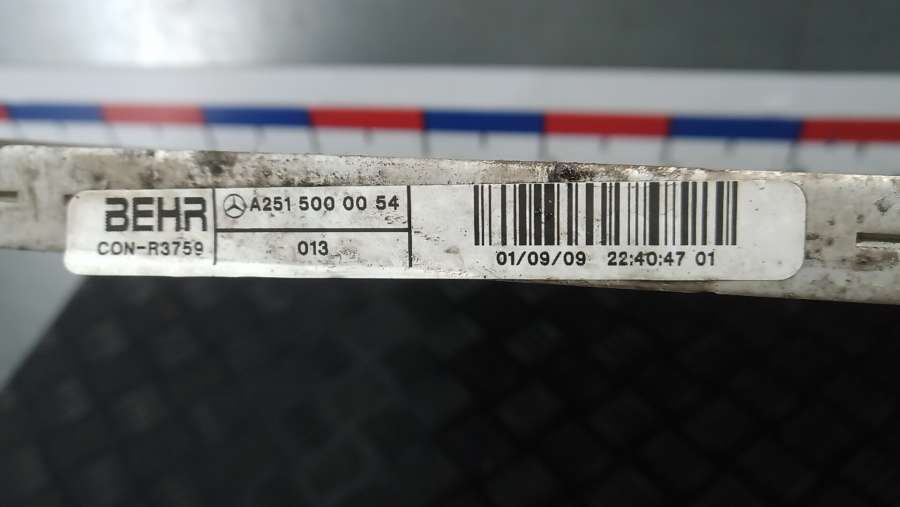 BEHR
CON-R3759
A251 500 00 54
013
01/09/09 22:40:47 01